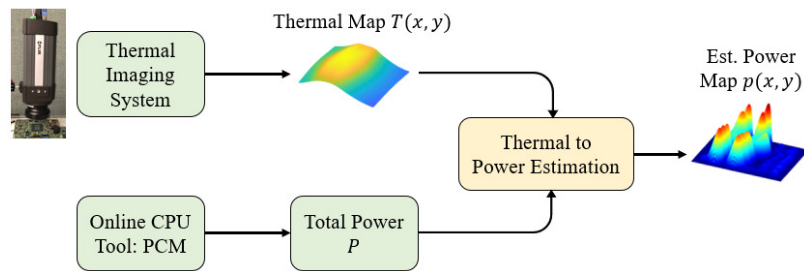 Thermal Map T(x, y)
Thermal
Imaging
System
Est. Power
Map p(x, y)
Thermal to
Power Estimation
Online CPU
Tool: PCM
Total Power
P